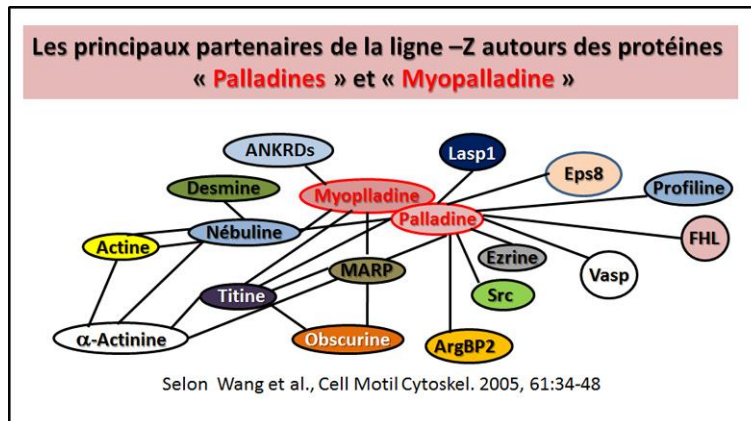 Les principaux partenaires de la ligne –Z autours des protéines
« Palladines » et « Myopalladine »
ANKRDs
Lasp1
Eps8
Desmine
Myoplladine
Profiline
Palladine
Nébuline
Actine
FHL
Ezrine
MARP
Vasp
Titine
Src
α-Actinine
Obscurine
ArgBP2
Selon Wang et al., Cell Motil Cytoskel. 2005, 61:34-48